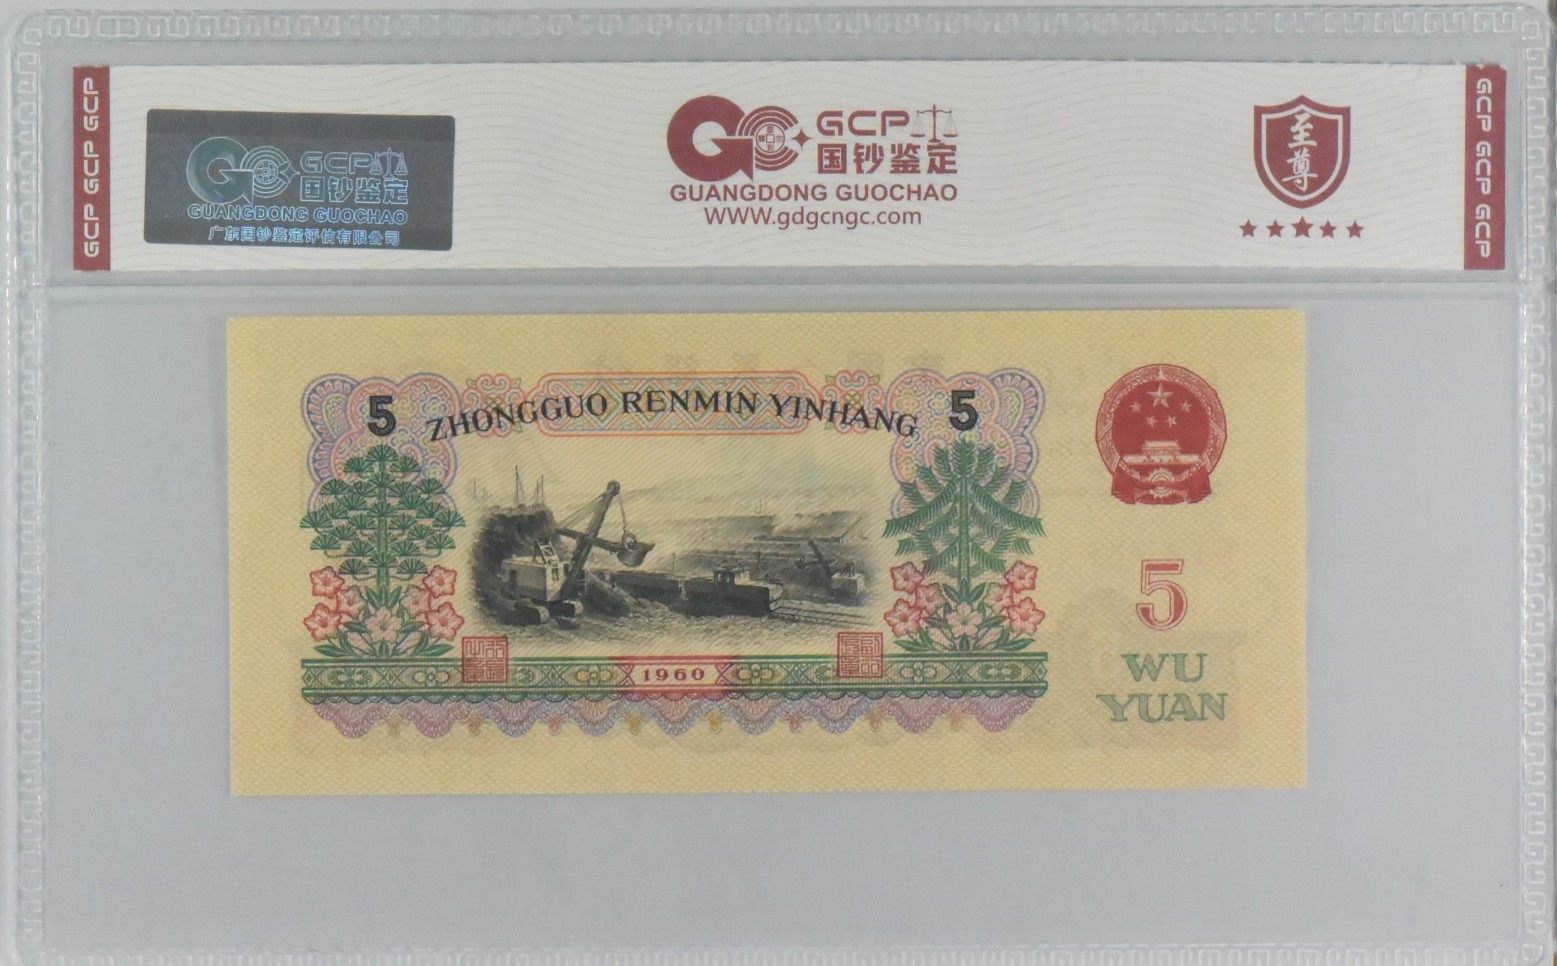 GCP GCP GCP
GCP
国钞鉴定
GUANGDONG GUOCHAO
广东国钞鉴定评估有限公司
GCP
国钞鉴定
GUANGDONG GUOCHAO
WWW.gdgcngc.com
至尊
GCP GCP GCP
5
ZHONGGUO RENMIN YINHANG
5
5
WU
YUAN
1960